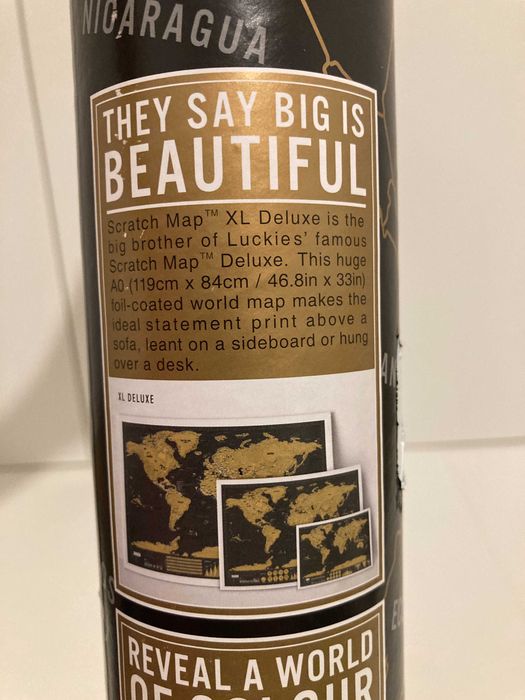 NICARAGUA
THEY SAY BIG IS
BEAUTIFUL
Scratch Map™ XL Deluxe is the
big brother of Luckies' famous
Scratch Map™ Deluxe. This huge
A0 (119cm x 84cm / 46.8in x 33in)
foil-coated world map makes the
ideal statement print above a
sofa, leant on a sideboard or hung
over a desk.
XL DELUXE
REVEAL A WORLD
OF COLOUR